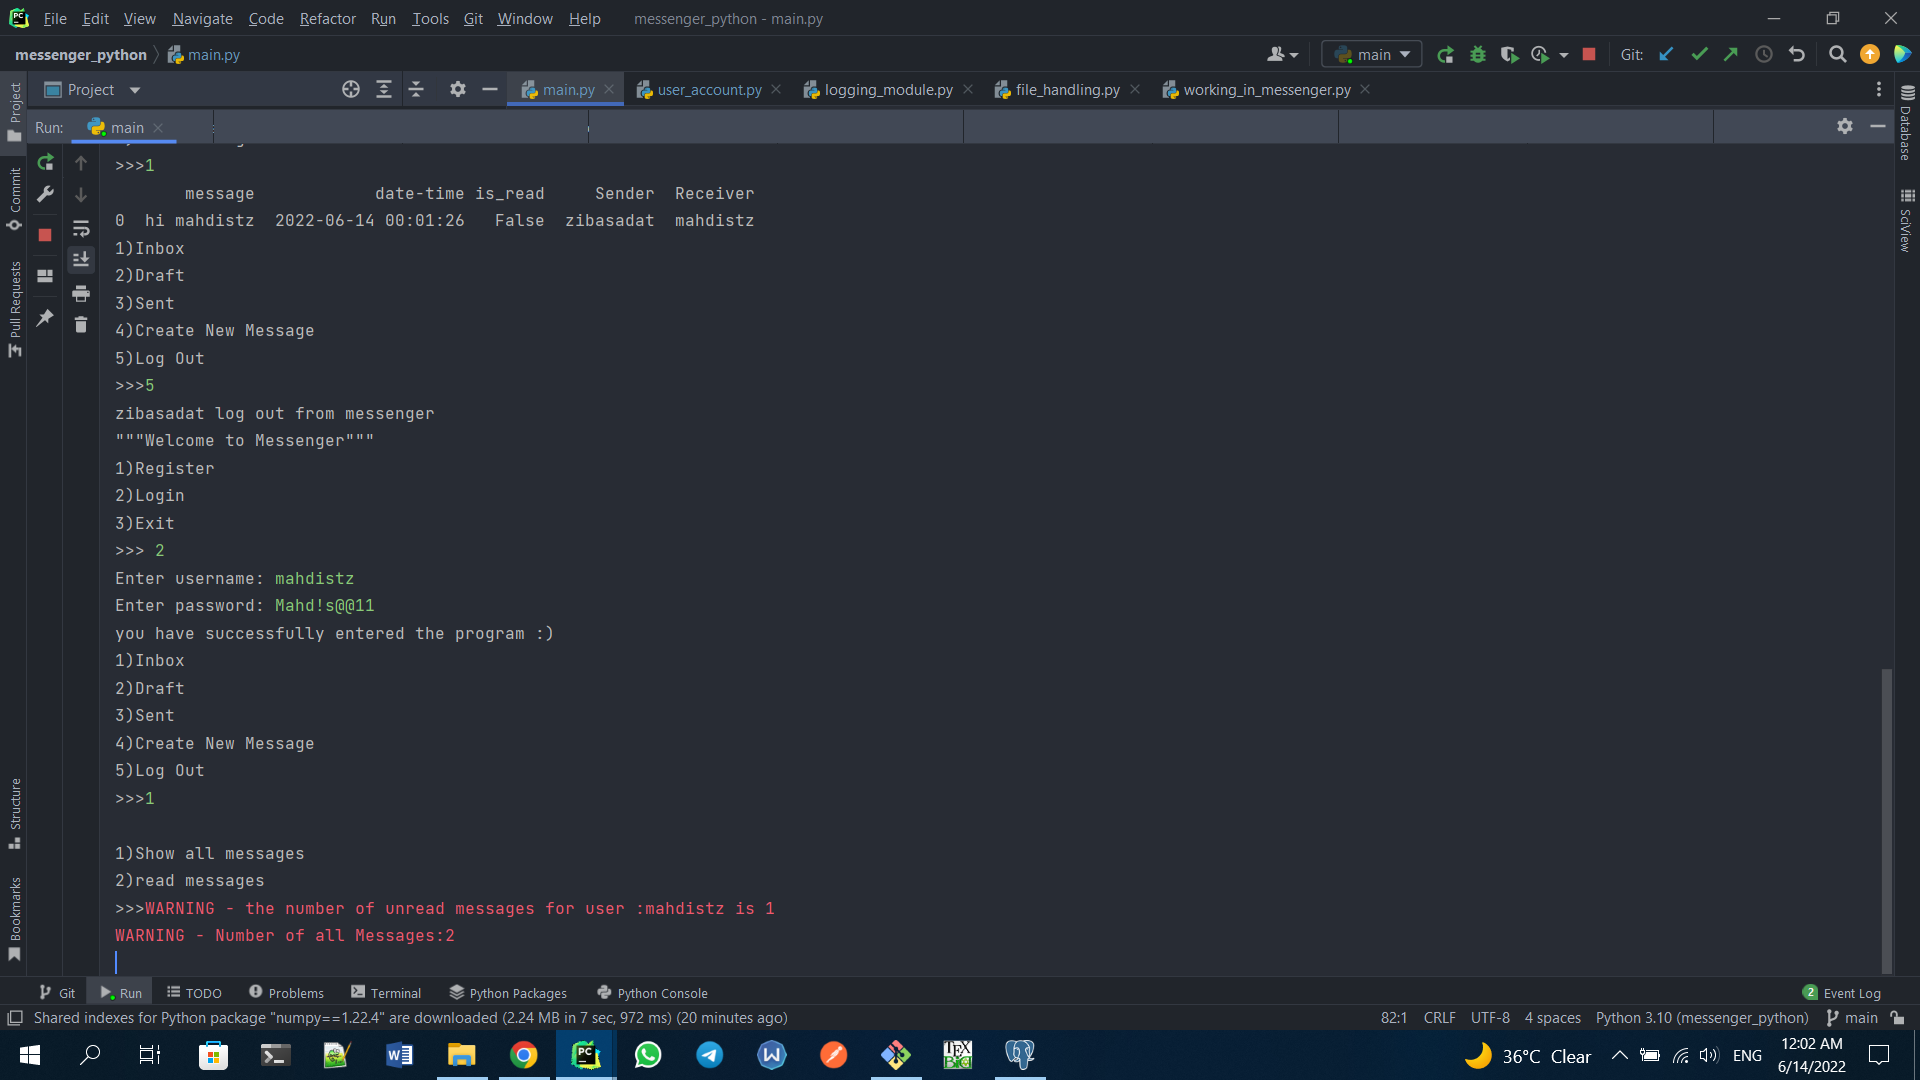 File Edit View Navigate Code Refactor Run Tools Git Window Help messenger_python - main.py
messenger_python main.py main Git:
Project main.py user_account.py logging_module.py file_handling.py working_in_messenger.py
Run: main
>>>1
message date-time is_read Sender Receiver
0 hi mahdistz 2022-06-14 00:01:26 False zibasadat mahdistz
1)Inbox
2)Draft
3)Sent
4)Create New Message
5)Log Out
>>>5
zibasadat log out from messenger
"""Welcome to Messenger"""
1)Register
2)Login
3)Exit
>>> 2
Enter username: mahdistz
Enter password: Mahd!s@@11
you have successfully entered the program :)
1)Inbox
2)Draft
3)Sent
4)Create New Message
5)Log Out
>>>1
1)Show all messages
2)read messages
>>>WARNING - the number of unread messages for user :mahdistz is 1
WARNING - Number of all Messages:2
Project
Commit
Pull Requests
Structure
Bookmarks
Database
SciView
Git Run TODO Problems Terminal Python Packages Python Console 2 Event Log
Shared indexes for Python package "numpy==1.22.4" are downloaded (2.24 MB in 7 sec, 972 ms) (20 minutes ago) 82:1 CRLF UTF-8 4 spaces Python 3.10 (messenger_python) main
36°C Clear ENG 12:02 AM
6/14/2022